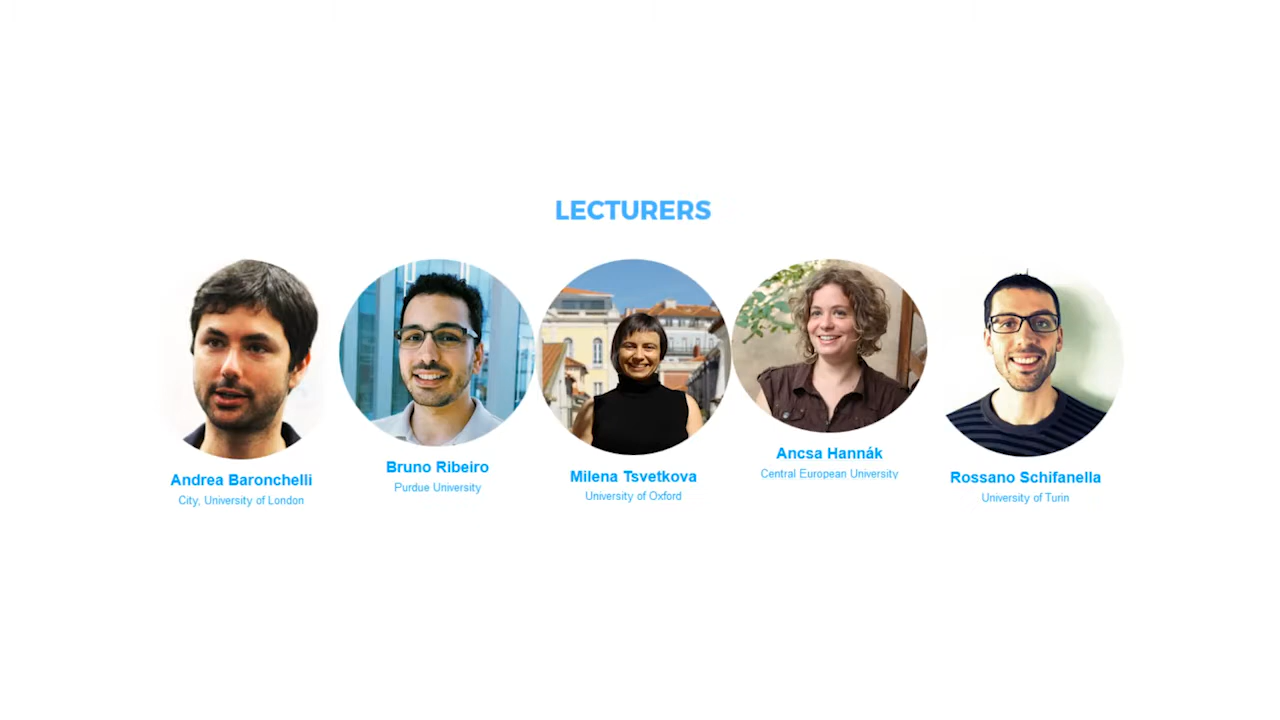 LECTURERS
Andrea Baronchelli
City, University of London
Bruno Ribeiro
Purdue University
Milena Tsvetkova
University of Oxford
Ancsa Hannák
Central European University
Rossano Schifanella
University of Turin